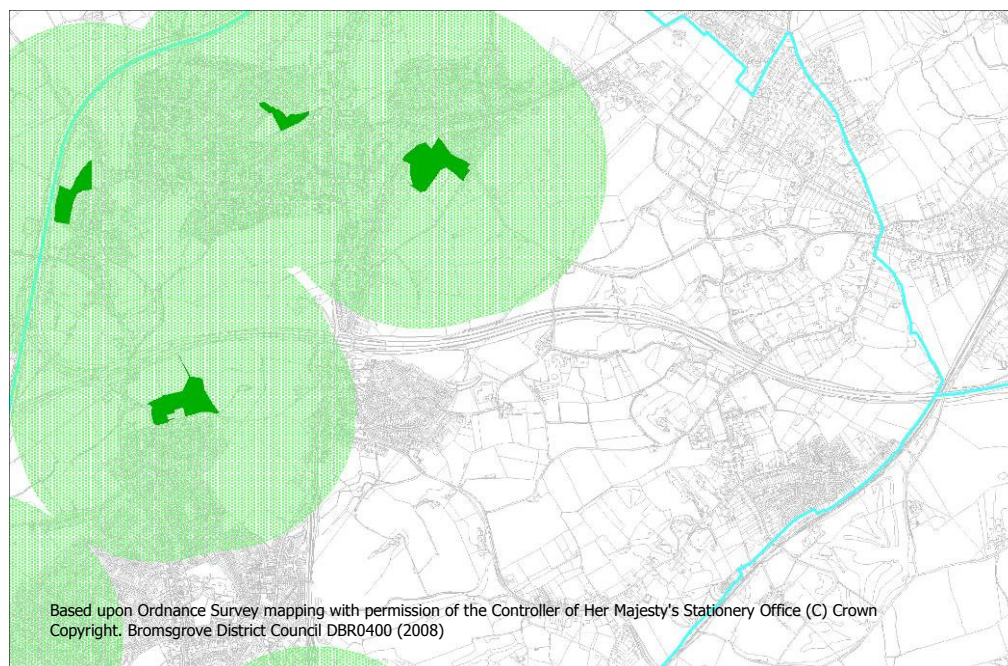 Based upon Ordnance Survey mapping with permission of the Controller of Her Majesty's Stationery Office (C) Crown
Copyright. Bromsgrove District Council DBR0400 (2008)